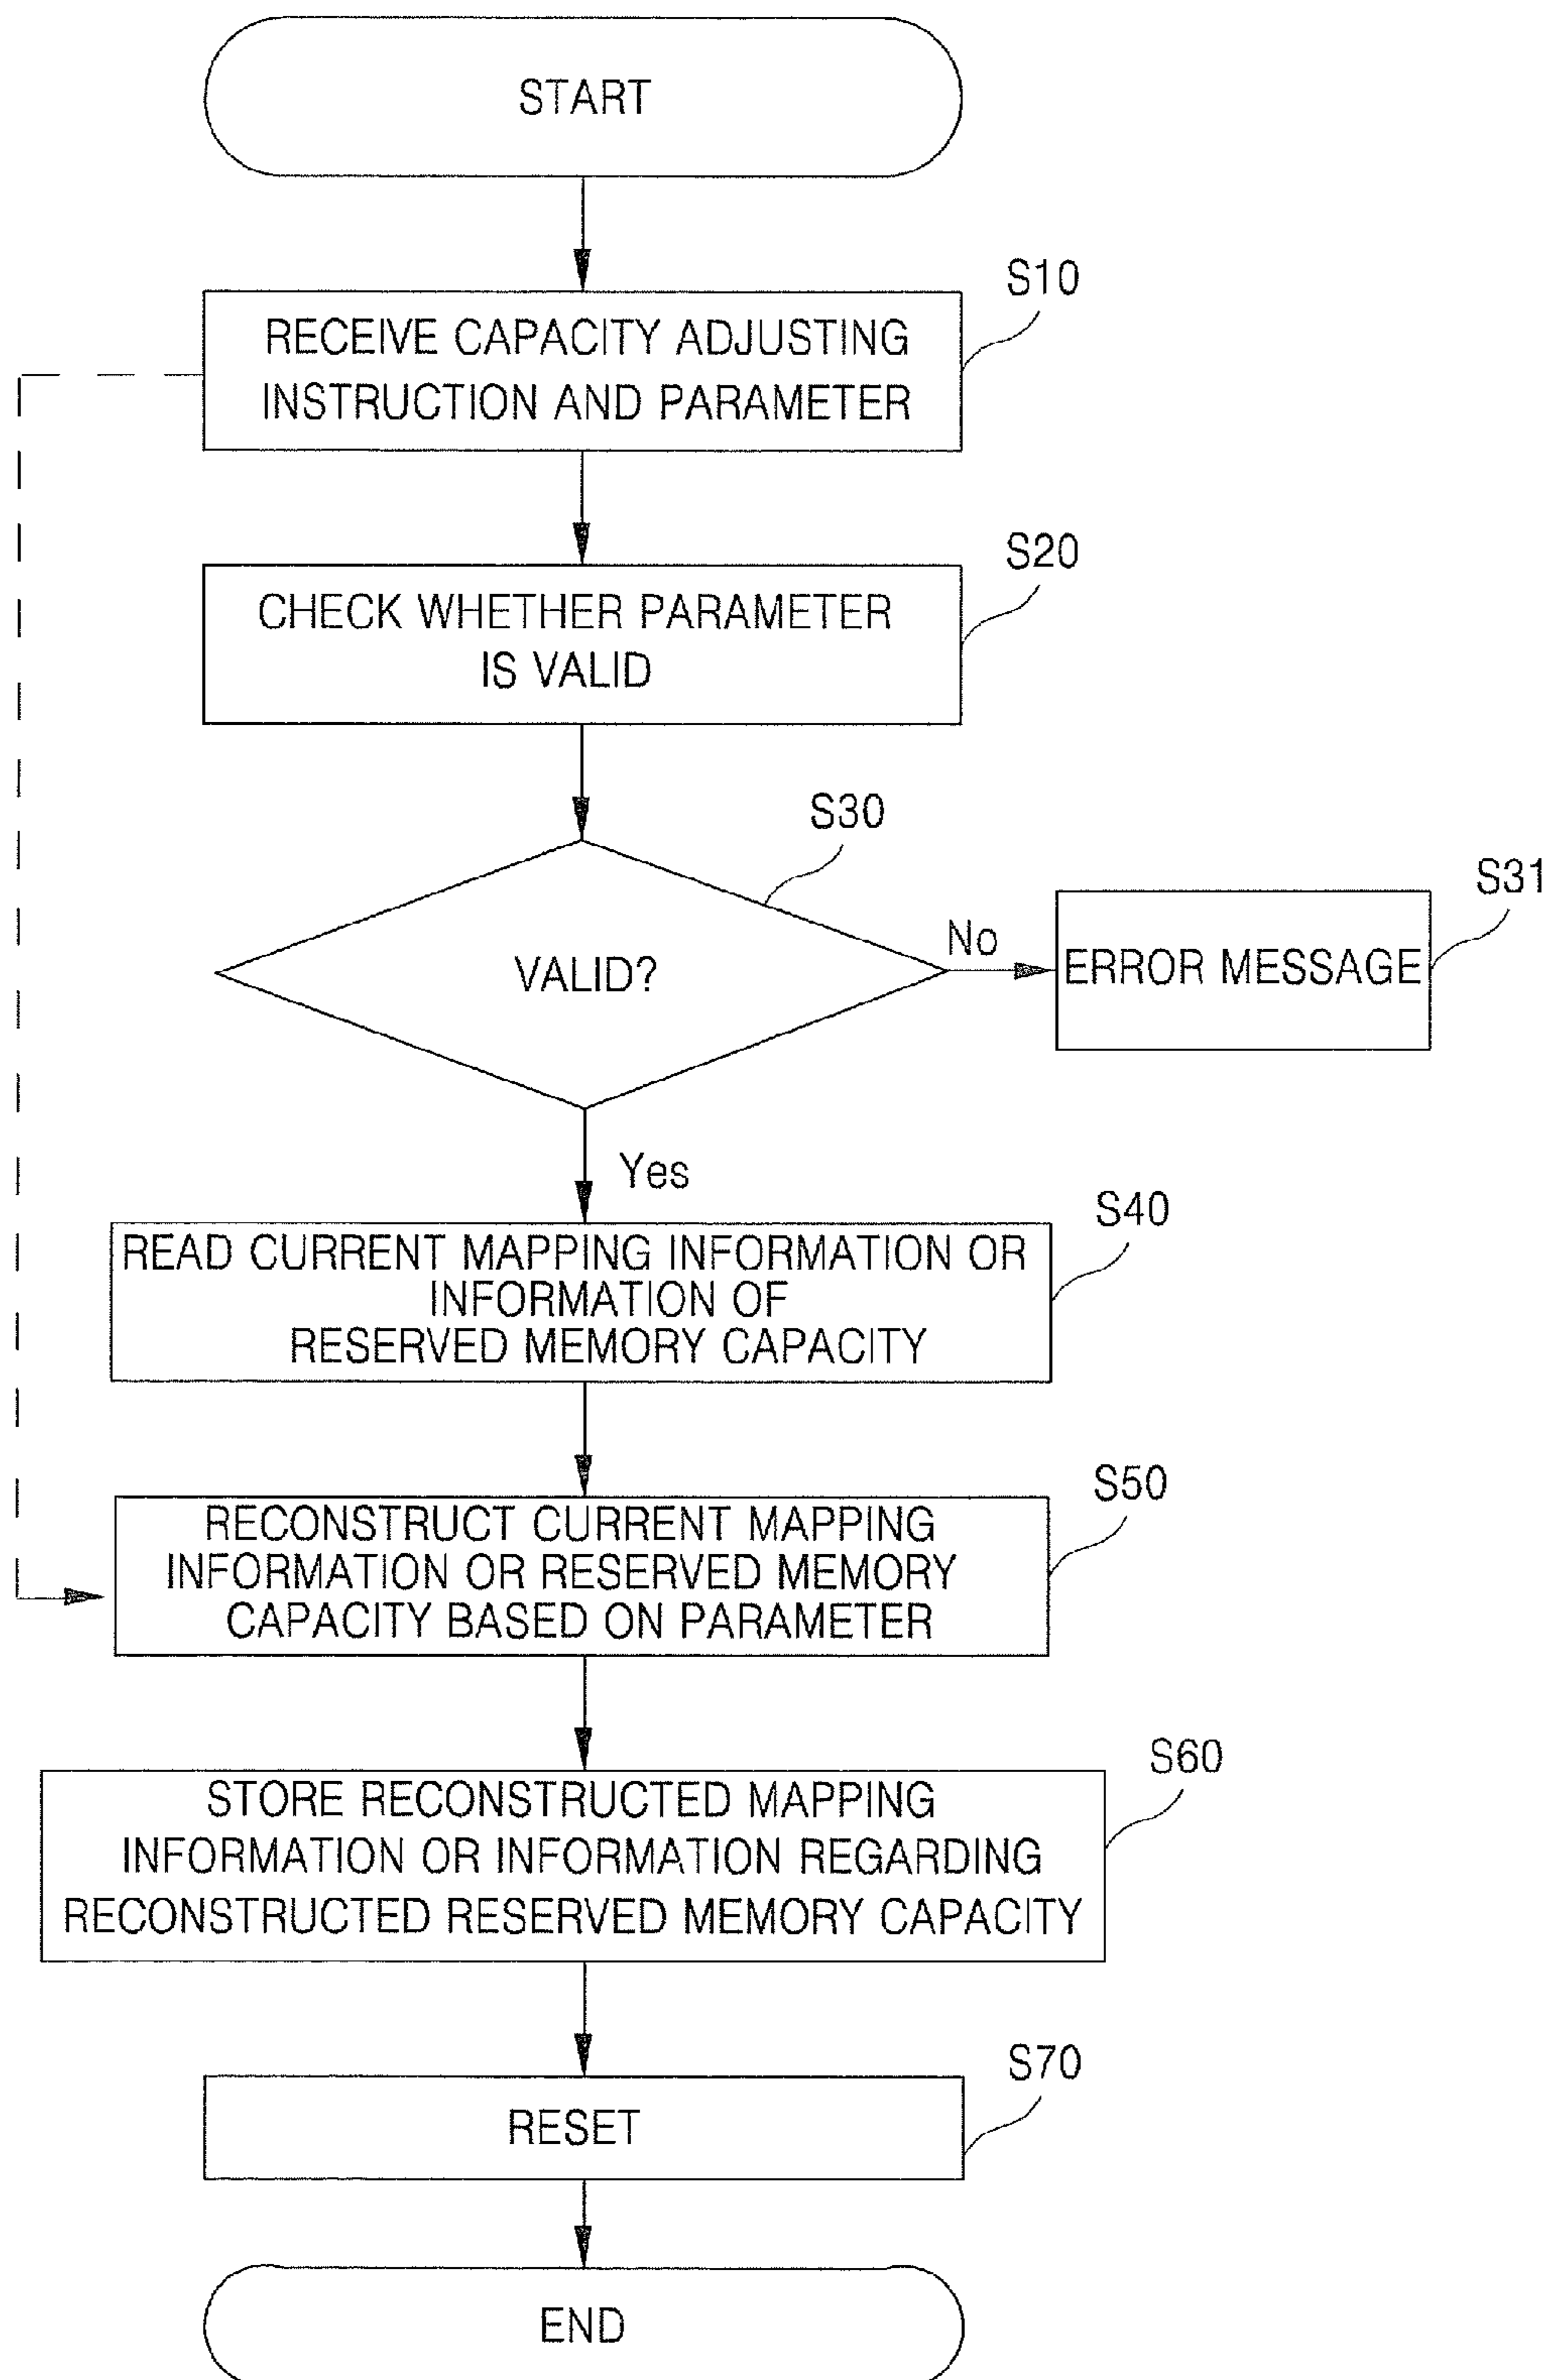 START
S10
RECEIVE CAPACITY ADJUSTING
INSTRUCTION AND PARAMETER
S20
CHECK WHETHER PARAMETER
IS VALID
S30
VALID?
No
S31
ERROR MESSAGE
Yes
S40
READ CURRENT MAPPING INFORMATION OR
INFORMATION OF
RESERVED MEMORY CAPACITY
S50
RECONSTRUCT CURRENT MAPPING
INFORMATION OR RESERVED MEMORY
CAPACITY BASED ON PARAMETER
S60
STORE RECONSTRUCTED MAPPING
INFORMATION OR INFORMATION REGARDING
RECONSTRUCTED RESERVED MEMORY CAPACITY
S70
RESET
END